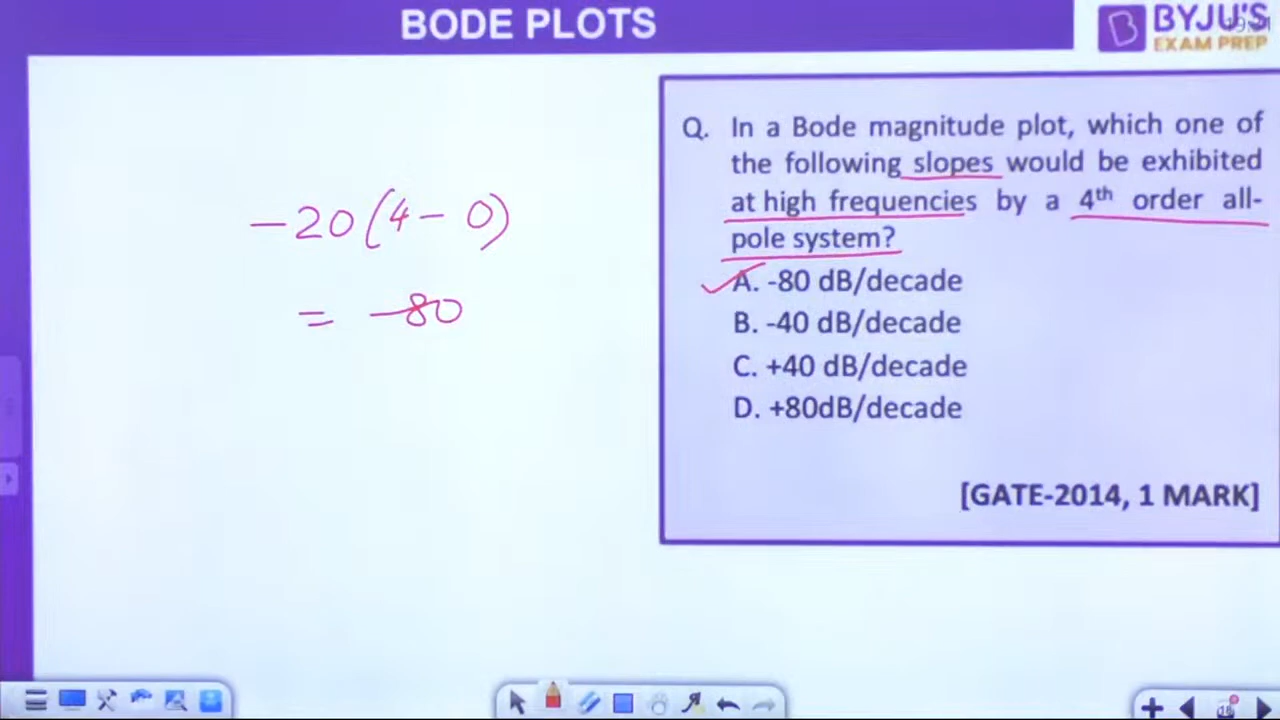 BODE PLOTS
BYJU'S
EXAM PREP
-20(4-0)
= -80
Q. In a Bode magnitude plot, which one of
the following slopes would be exhibited
at high frequencies by a 4th order all-
pole system?
A. -80 dB/decade
B. -40 dB/decade
C. +40 dB/decade
D. +80dB/decade
[GATE-2014, 1 MARK]
18